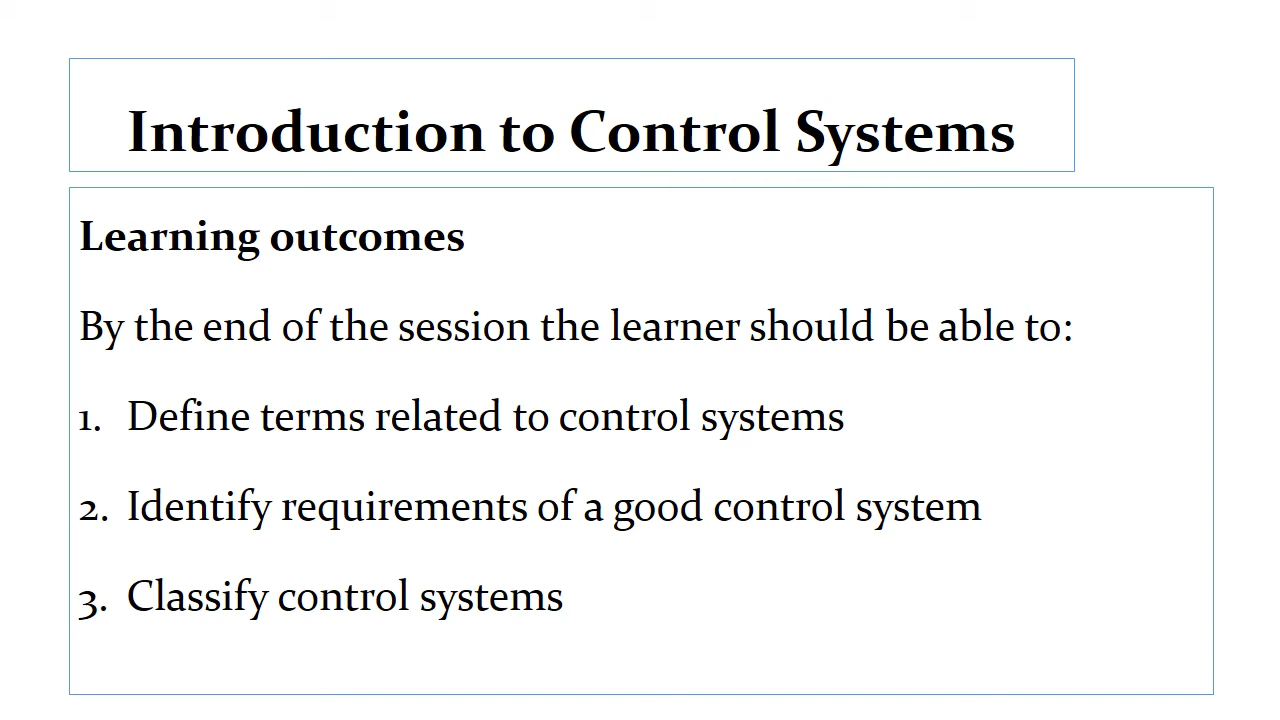 Introduction to Control Systems
Learning outcomes
By the end of the session the learner should be able to:
1. Define terms related to control systems
2. Identify requirements of a good control system
3. Classify control systems